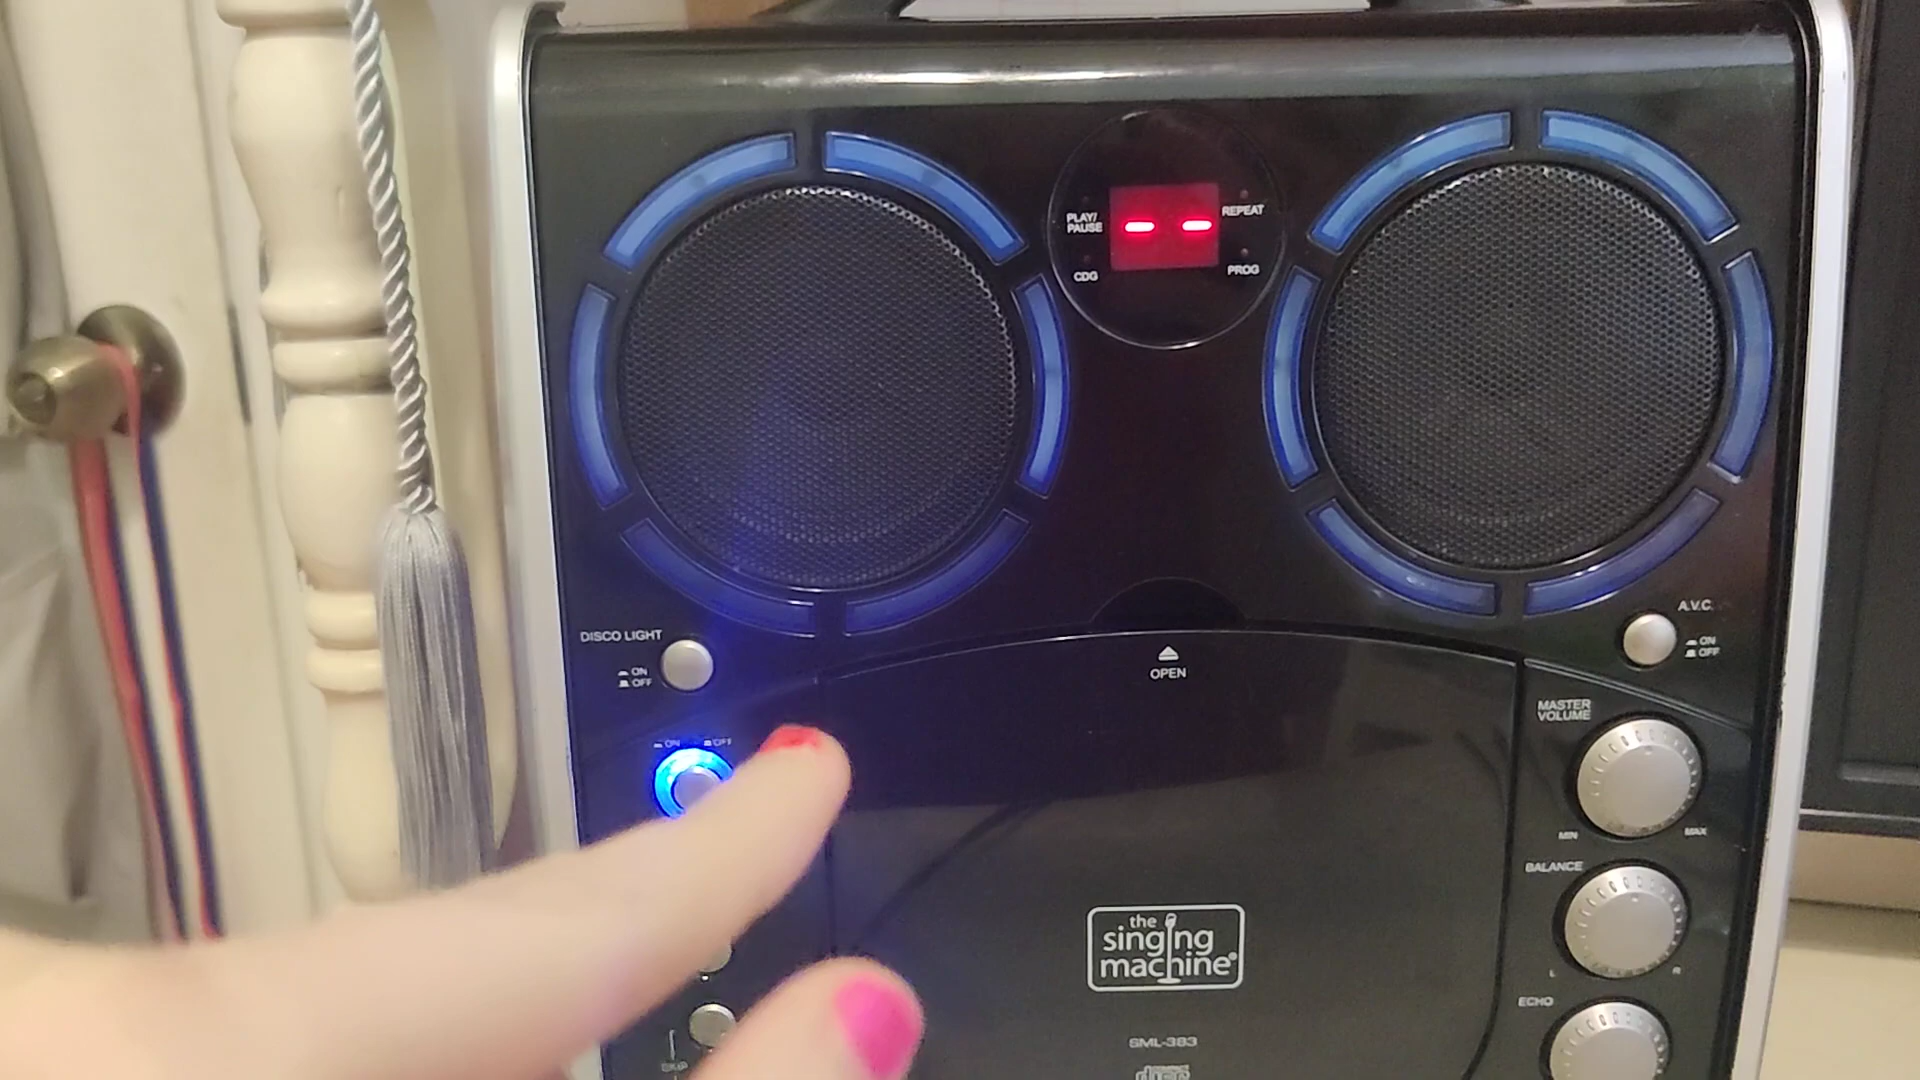 PLAY/
PAUSE
REPEAT
CDG
PROG
DISCO LIGHT
ON
OFF
A.V.C.
ON
OFF
OPEN
ON
OFF
MASTER
VOLUME
MIN
MAX
BALANCE
L
R
the
singing
machine
ECHO
SML-383
SKIP